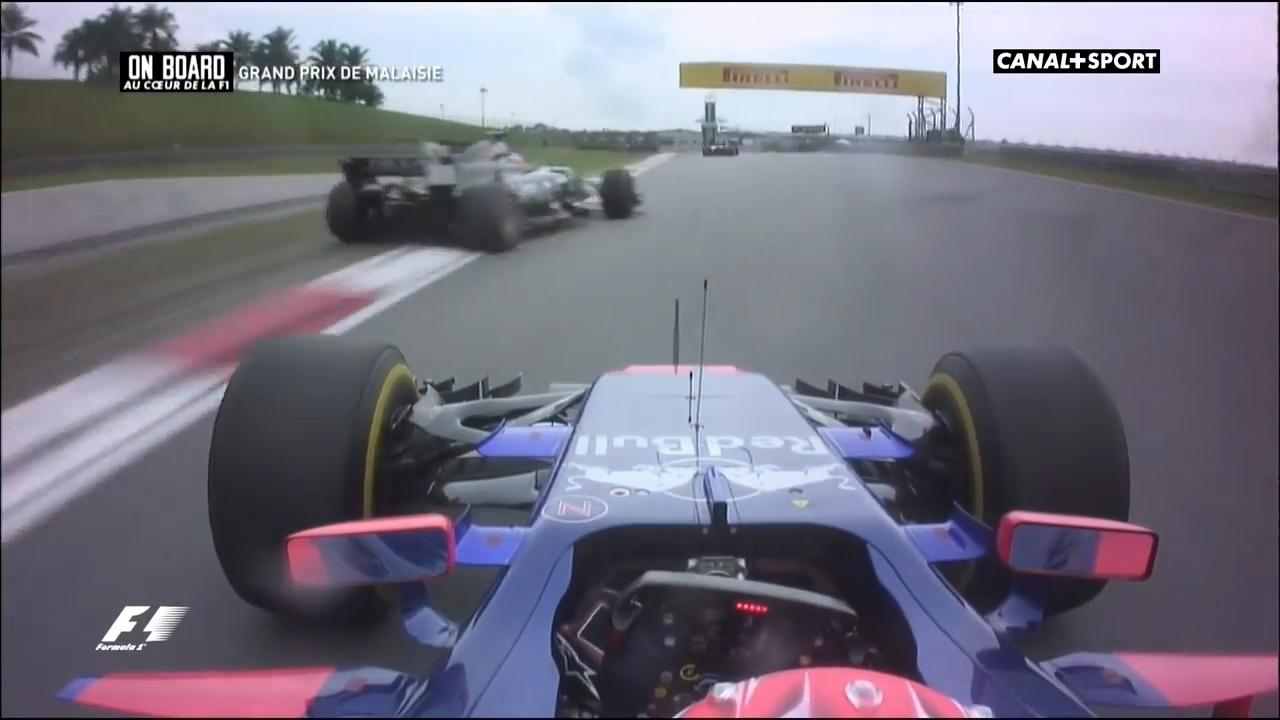 ON BOARD
AU CŒUR DE LA F1
GRAND PRIX DE MALAISIE
CANAL+SPORT
PIRELLI PIRELLI
Red Bull
F1
Formula 1